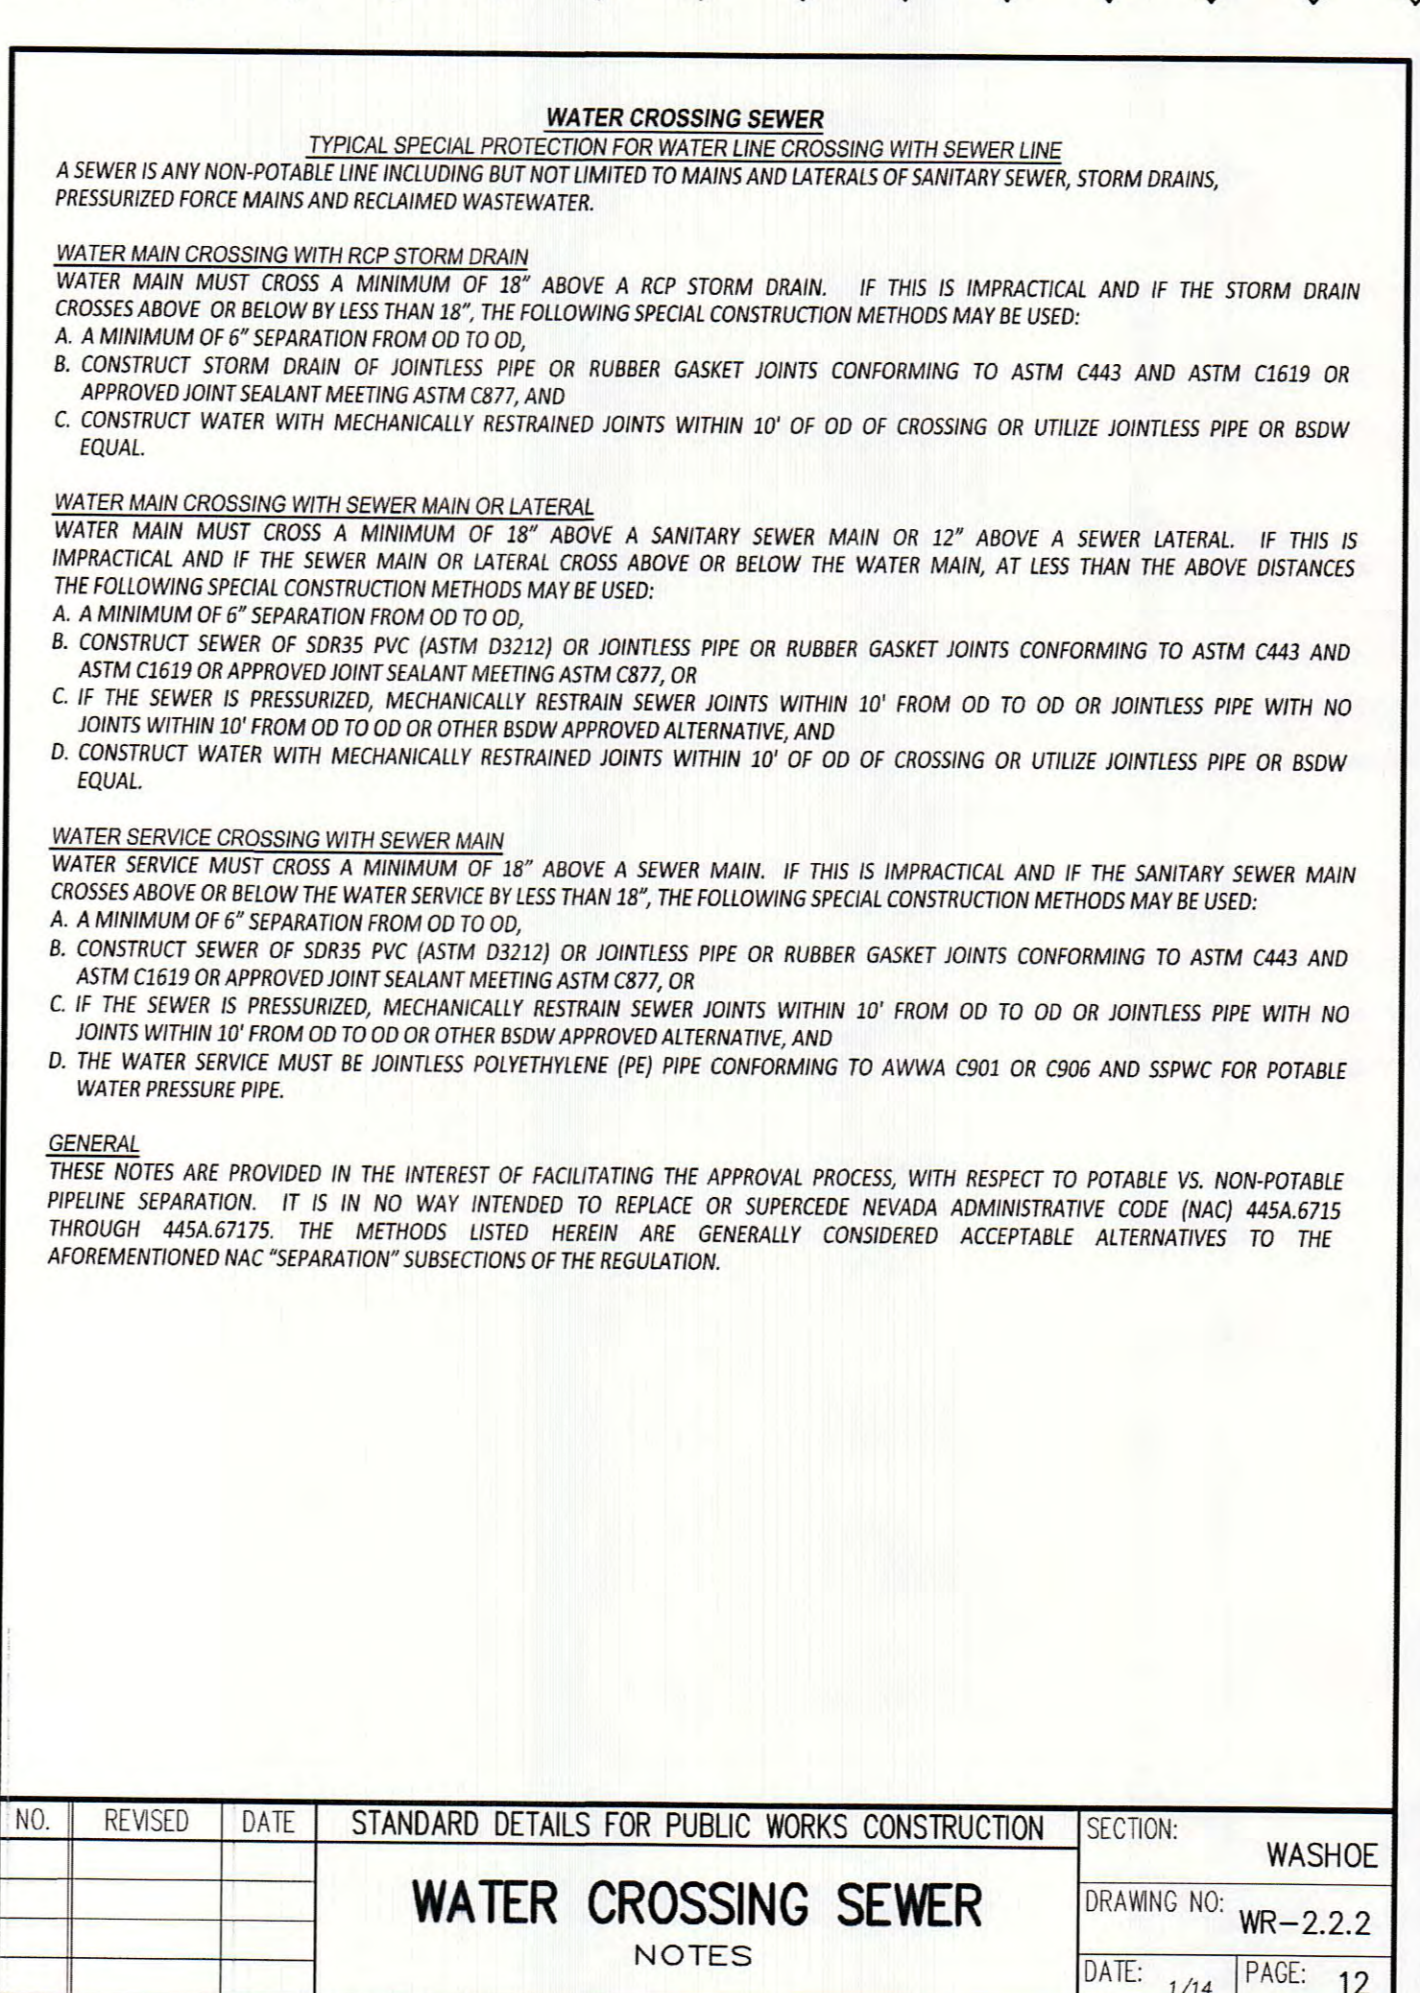 WATER CROSSING SEWER
TYPICAL SPECIAL PROTECTION FOR WATER LINE CROSSING WITH SEWER LINE
A SEWER IS ANY NON-POTABLE LINE INCLUDING BUT NOT LIMITED TO MAINS AND LATERALS OF SANITARY SEWER, STORM DRAINS,
PRESSURIZED FORCE MAINS AND RECLAIMED WASTEWATER.
WATER MAIN CROSSING WITH RCP STORM DRAIN
WATER MAIN MUST CROSS A MINIMUM OF 18" ABOVE A RCP STORM DRAIN. IF THIS IS IMPRACTICAL AND IF THE STORM DRAIN
CROSSES ABOVE OR BELOW BY LESS THAN 18", THE FOLLOWING SPECIAL CONSTRUCTION METHODS MAY BE USED:
A. A MINIMUM OF 6" SEPARATION FROM OD TO OD,
B. CONSTRUCT STORM DRAIN OF JOINTLESS PIPE OR RUBBER GASKET JOINTS CONFORMING TO ASTM C443 AND ASTM C1619 OR
APPROVED JOINT SEALANT MEETING ASTM C877, AND
C. CONSTRUCT WATER WITH MECHANICALLY RESTRAINED JOINTS WITHIN 10' OF OD OF CROSSING OR UTILIZE JOINTLESS PIPE OR BSDW
EQUAL.
WATER MAIN CROSSING WITH SEWER MAIN OR LATERAL
WATER MAIN MUST CROSS A MINIMUM OF 18" ABOVE A SANITARY SEWER MAIN OR 12" ABOVE A SEWER LATERAL. IF THIS IS
IMPRACTICAL AND IF THE SEWER MAIN OR LATERAL CROSS ABOVE OR BELOW THE WATER MAIN, AT LESS THAN THE ABOVE DISTANCES
THE FOLLOWING SPECIAL CONSTRUCTION METHODS MAY BE USED:
A. A MINIMUM OF 6" SEPARATION FROM OD TO OD,
B. CONSTRUCT SEWER OF SDR35 PVC (ASTM D3212) OR JOINTLESS PIPE OR RUBBER GASKET JOINTS CONFORMING TO ASTM C443 AND
ASTM C1619 OR APPROVED JOINT SEALANT MEETING ASTM C877, OR
C. IF THE SEWER IS PRESSURIZED, MECHANICALLY RESTRAIN SEWER JOINTS WITHIN 10' FROM OD TO OD OR JOINTLESS PIPE WITH NO
JOINTS WITHIN 10' FROM OD TO OD OR OTHER BSDW APPROVED ALTERNATIVE, AND
D. CONSTRUCT WATER WITH MECHANICALLY RESTRAINED JOINTS WITHIN 10' OF OD OF CROSSING OR UTILIZE JOINTLESS PIPE OR BSDW
EQUAL.
WATER SERVICE CROSSING WITH SEWER MAIN
WATER SERVICE MUST CROSS A MINIMUM OF 18" ABOVE A SEWER MAIN. IF THIS IS IMPRACTICAL AND IF THE SANITARY SEWER MAIN
CROSSES ABOVE OR BELOW THE WATER SERVICE BY LESS THAN 18", THE FOLLOWING SPECIAL CONSTRUCTION METHODS MAY BE USED:
A. A MINIMUM OF 6" SEPARATION FROM OD TO OD,
B. CONSTRUCT SEWER OF SDR35 PVC (ASTM D3212) OR JOINTLESS PIPE OR RUBBER GASKET JOINTS CONFORMING TO ASTM C443 AND
ASTM C1619 OR APPROVED JOINT SEALANT MEETING ASTM C877, OR
C. IF THE SEWER IS PRESSURIZED, MECHANICALLY RESTRAIN SEWER JOINTS WITHIN 10' FROM OD TO OD OR JOINTLESS PIPE WITH NO
JOINTS WITHIN 10' FROM OD TO OD OR OTHER BSDW APPROVED ALTERNATIVE, AND
D. THE WATER SERVICE MUST BE JOINTLESS POLYETHYLENE (PE) PIPE CONFORMING TO AWWA C901 OR C906 AND SSPWC FOR POTABLE
WATER PRESSURE PIPE.
GENERAL
THESE NOTES ARE PROVIDED IN THE INTEREST OF FACILITATING THE APPROVAL PROCESS, WITH RESPECT TO POTABLE VS. NON-POTABLE
PIPELINE SEPARATION. IT IS IN NO WAY INTENDED TO REPLACE OR SUPERCEDE NEVADA ADMINISTRATIVE CODE (NAC) 445A.6715
THROUGH 445A.67175. THE METHODS LISTED HEREIN ARE GENERALLY CONSIDERED ACCEPTABLE ALTERNATIVES TO THE
AFOREMENTIONED NAC "SEPARATION" SUBSECTIONS OF THE REGULATION.
NO. REVISED DATE
STANDARD DETAILS FOR PUBLIC WORKS CONSTRUCTION
WATER CROSSING SEWER
NOTES
SECTION:
WASHOE
DRAWING NO:
WR-2.2.2
DATE: 1/14
PAGE: 12